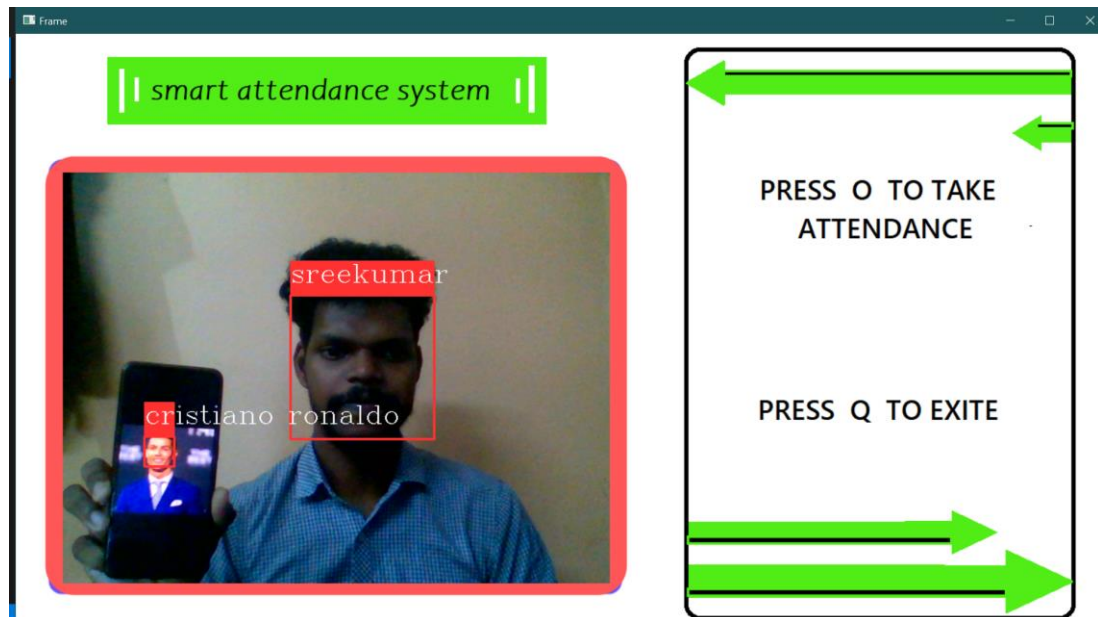 Frame
smart attendance system
sreekumar
cristiano ronaldo
PRESS O TO TAKE
ATTENDANCE
PRESS Q TO EXITE